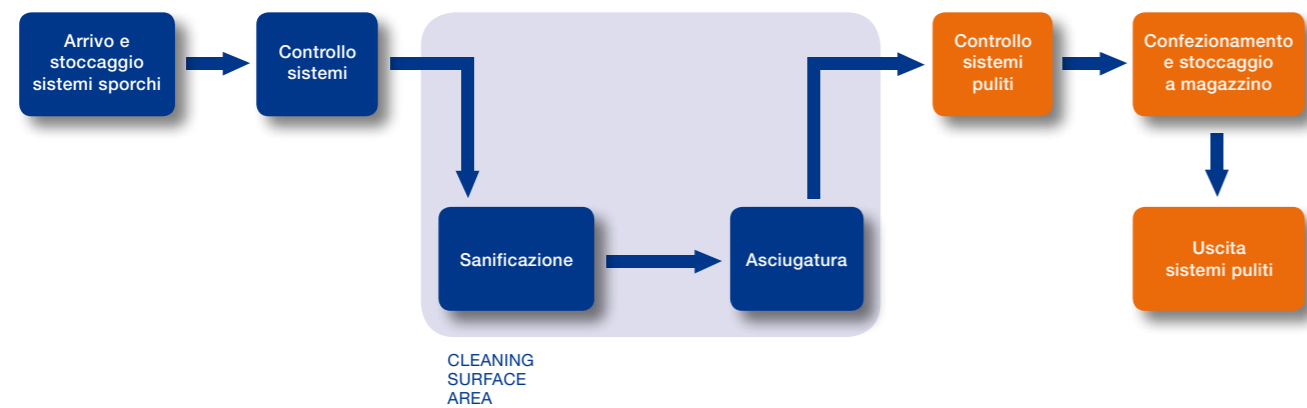 Arrivo e
stoccaggio
sistemi sporchi
Controllo
sistemi
Sanificazione
Asciugatura
Controllo
sistemi
puliti
Confezionamento
e stoccaggio
a magazzino
Uscita
sistemi puliti
CLEANING
SURFACE
AREA